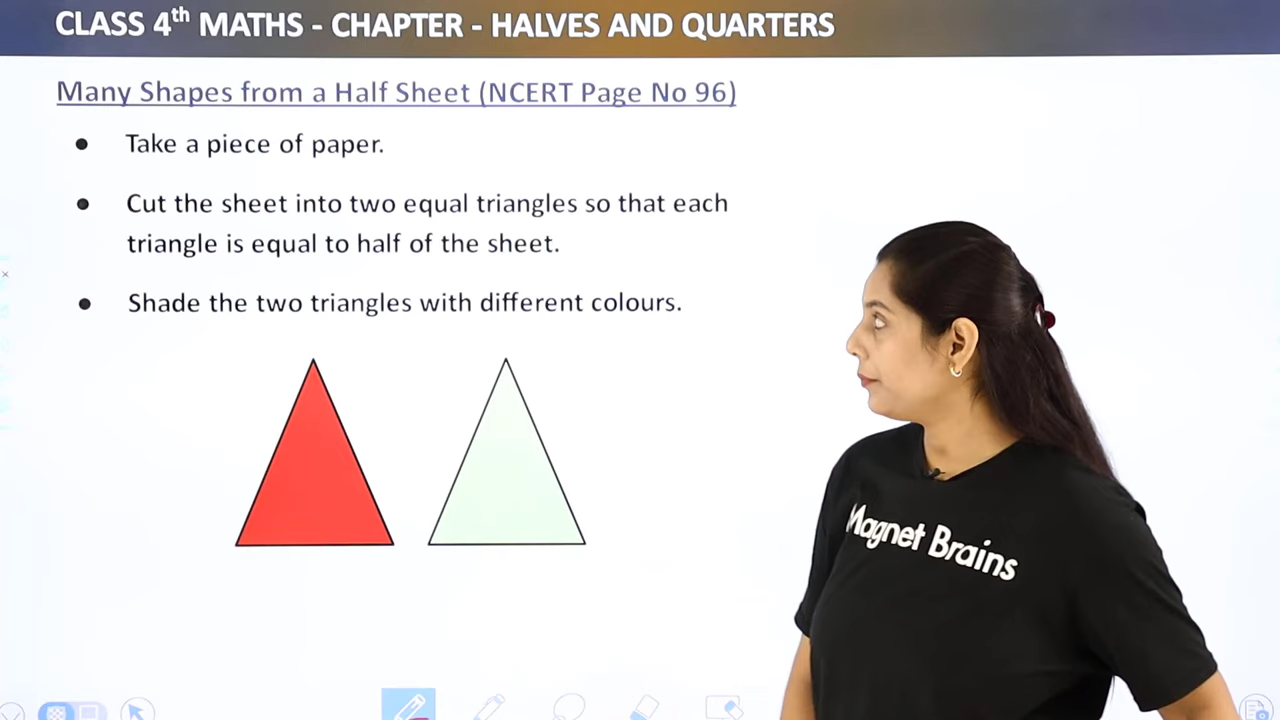 CLASS 4th MATHS - CHAPTER - HALVES AND QUARTERS
Many Shapes from a Half Sheet (NCERT Page No 96)
● Take a piece of paper.
● Cut the sheet into two equal triangles so that each
triangle is equal to half of the sheet.
● Shade the two triangles with different colours.
Magnet Brains